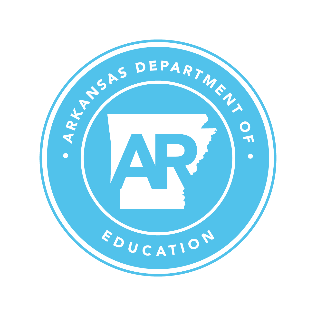 • ARKANSAS DEPARTMENT OF •
AR
EDUCATION